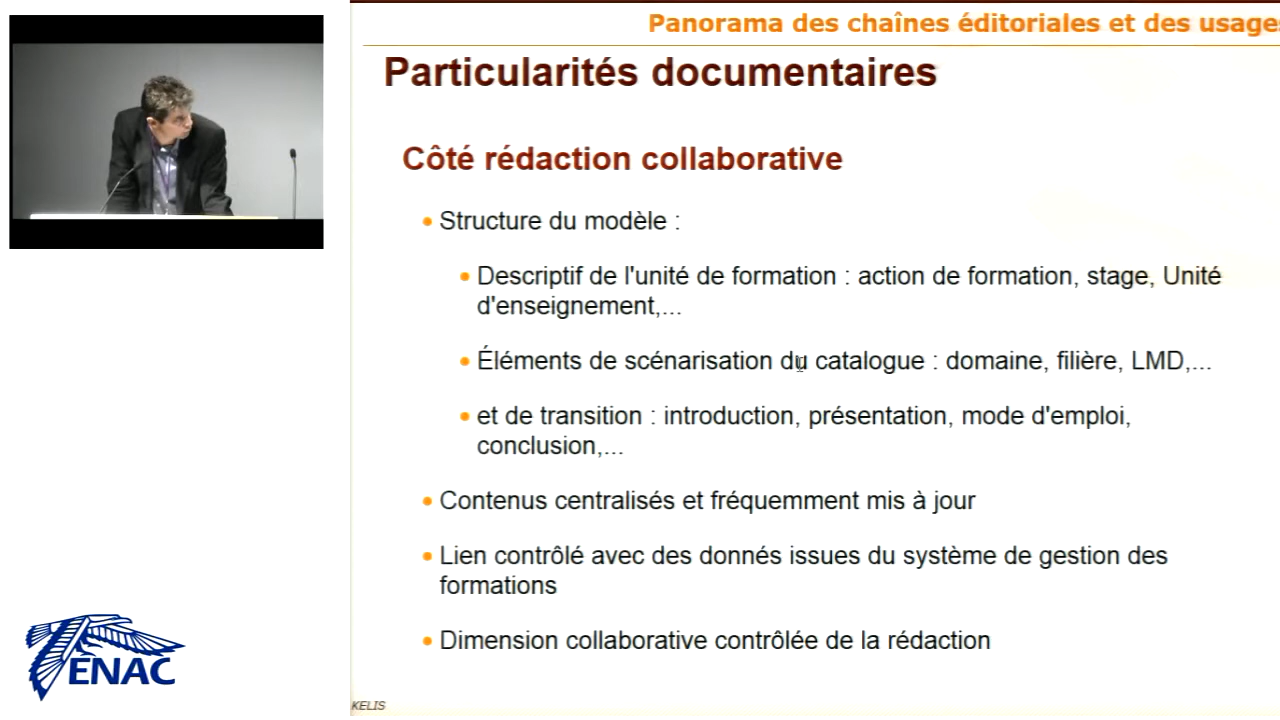 Panorama des chaînes éditoriales et des usages
Particularités documentaires
Côté rédaction collaborative
Structure du modèle :
Descriptif de l'unité de formation : action de formation, stage, Unité
d'enseignement,...
Éléments de scénarisation du catalogue : domaine, filière, LMD,...
et de transition : introduction, présentation, mode d'emploi,
conclusion,...
Contenus centralisés et fréquemment mis à jour
Lien contrôlé avec des donnés issues du système de gestion des
formations
Dimension collaborative contrôlée de la rédaction
KELIS
ENAC